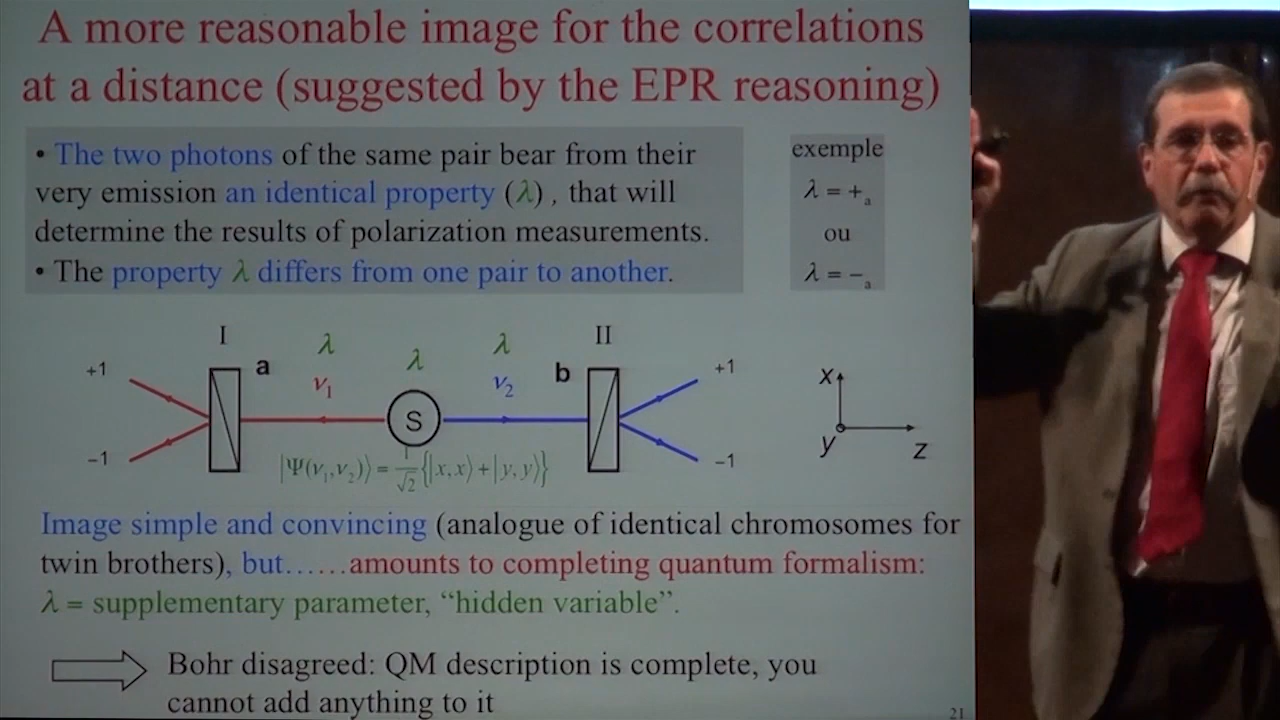 A more reasonable image for the correlations
at a distance (suggested by the EPR reasoning)
• The two photons of the same pair bear from their
very emission an identical property (λ) , that will
determine the results of polarization measurements.
• The property λ differs from one pair to another.
exemple
λ = +ₐ
ou
λ = −ₐ
I
II
+1
a
λ
λ
λ
b
+1
ν₁
ν₂
S
−1
−1
|Ψ(ν₁,ν₂)⟩ = 1/√2 {|x,x⟩ + |y,y⟩}
x
y
z
Image simple and convincing (analogue of identical chromosomes for
twin brothers), but……amounts to completing quantum formalism:
λ = supplementary parameter, “hidden variable”.
Bohr disagreed: QM description is complete, you
cannot add anything to it
21